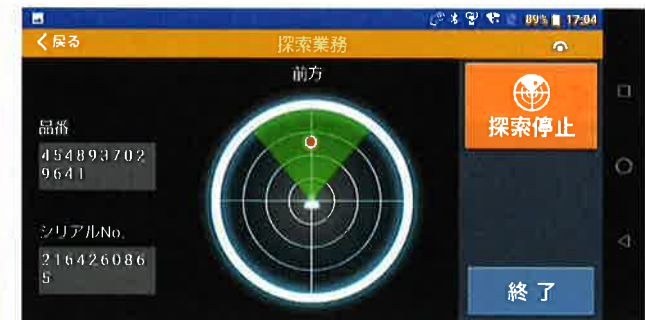 89% 17:04
戻る
探索業務
前方
品番
454893702
9641
シリアルNo.
216426086
5
探索停止
終了